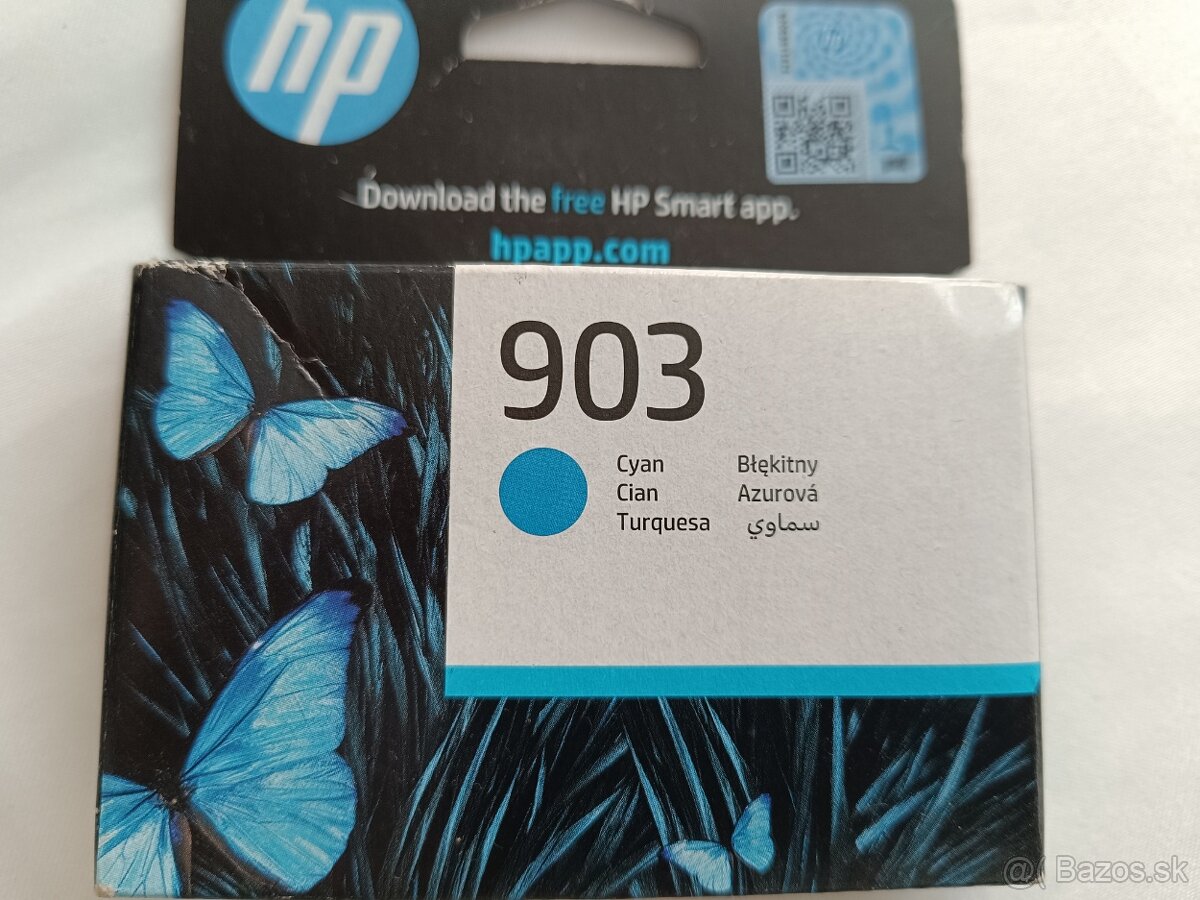 hp
Download the free HP Smart app.
hpapp.com
903
Cyan
Cian
Turquesa
Błękitny
Azurová
سماوي
@( Bazos.sk